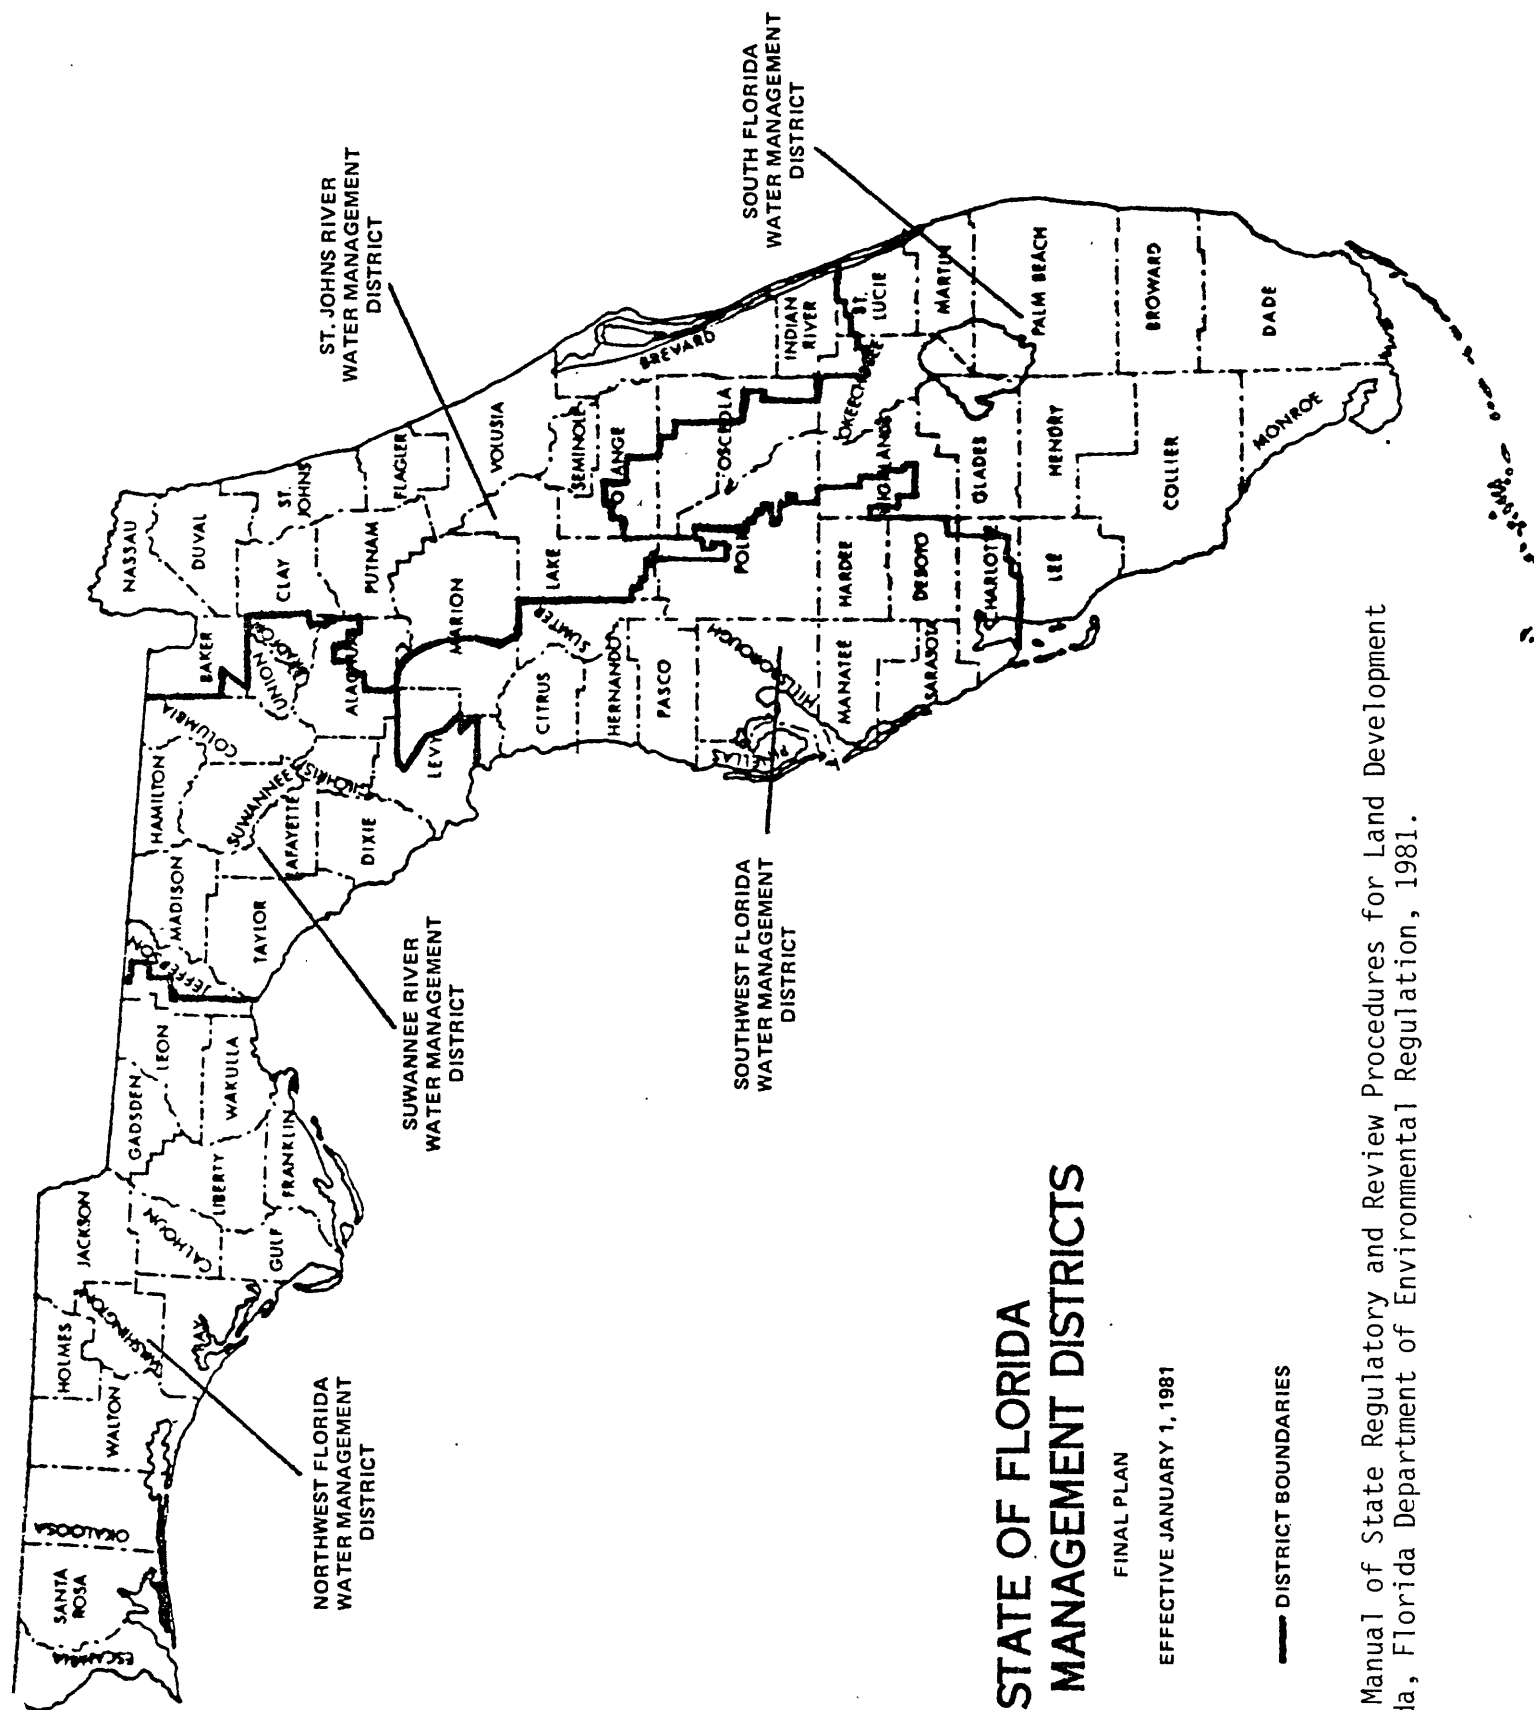 ST. JOHNS RIVER
WATER MANAGEMENT
DISTRICT
SOUTH FLORIDA
WATER MANAGEMENT
DISTRICT
SUWANNEE RIVER
WATER MANAGEMENT
DISTRICT
SOUTHWEST FLORIDA
WATER MANAGEMENT
DISTRICT
NORTHWEST FLORIDA
WATER MANAGEMENT
DISTRICT
ESCAMBIA
SANTA
ROSA
OKALOOSA
WALTON
HOLMES
WASHINGTON
BAY
JACKSON
CALHOUN
GULF
GADSDEN
LIBERTY
FRANKLIN
LEON
WAKULLA
JEFFERSON
MADISON
TAYLOR
HAMILTON
SUWANNEE
LAFAYETTE
DIXIE
COLUMBIA
GILCHRIST
LEVY
BAKER
UNION
BRADFORD
ALACHUA
NASSAU
DUVAL
CLAY
ST.
JOHNS
PUTNAM
FLAGLER
MARION
VOLUSIA
LAKE
SEMINOLE
ORANGE
BREVARD
OSCEOLA
INDIAN
RIVER
CITRUS
SUMTER
HERNANDO
PASCO
PINELLAS
HILLSBOROUGH
POLK
MANATEE
HARDEE
HIGHLANDS
OKEECHOBEE
ST.
LUCIE
SARASOTA
DESOTO
MARTIN
CHARLOTTE
GLADES
PALM BEACH
LEE
HENDRY
BROWARD
COLLIER
MONROE
DADE
STATE OF FLORIDA
MANAGEMENT DISTRICTS
FINAL PLAN
EFFECTIVE JANUARY 1, 1981
DISTRICT BOUNDARIES
Manual of State Regulatory and Review Procedures for Land Development
da, Florida Department of Environmental Regulation, 1981.